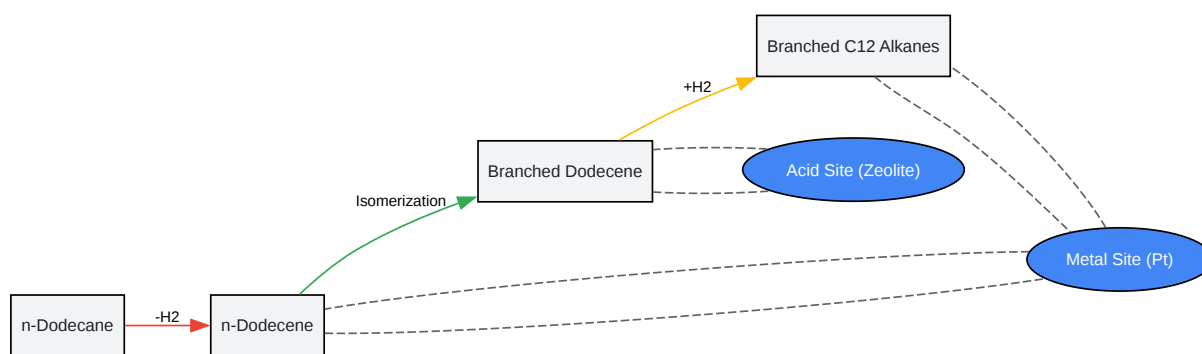 Branched C12 Alkanes
+H2
Branched Dodecene
Acid Site (Zeolite)
Isomerization
Metal Site (Pt)
n-Dodecane
-H2
n-Dodecene